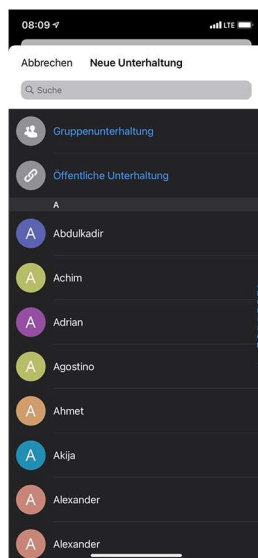 08:09
LTE
Abbrechen Neue Unterhaltung
Suche
Gruppenunterhaltung
Öffentliche Unterhaltung
A
A Abdulkadir
A Achim
A Adrian
A Agostino
A Ahmet
A Akija
A Alexander
A Alexander